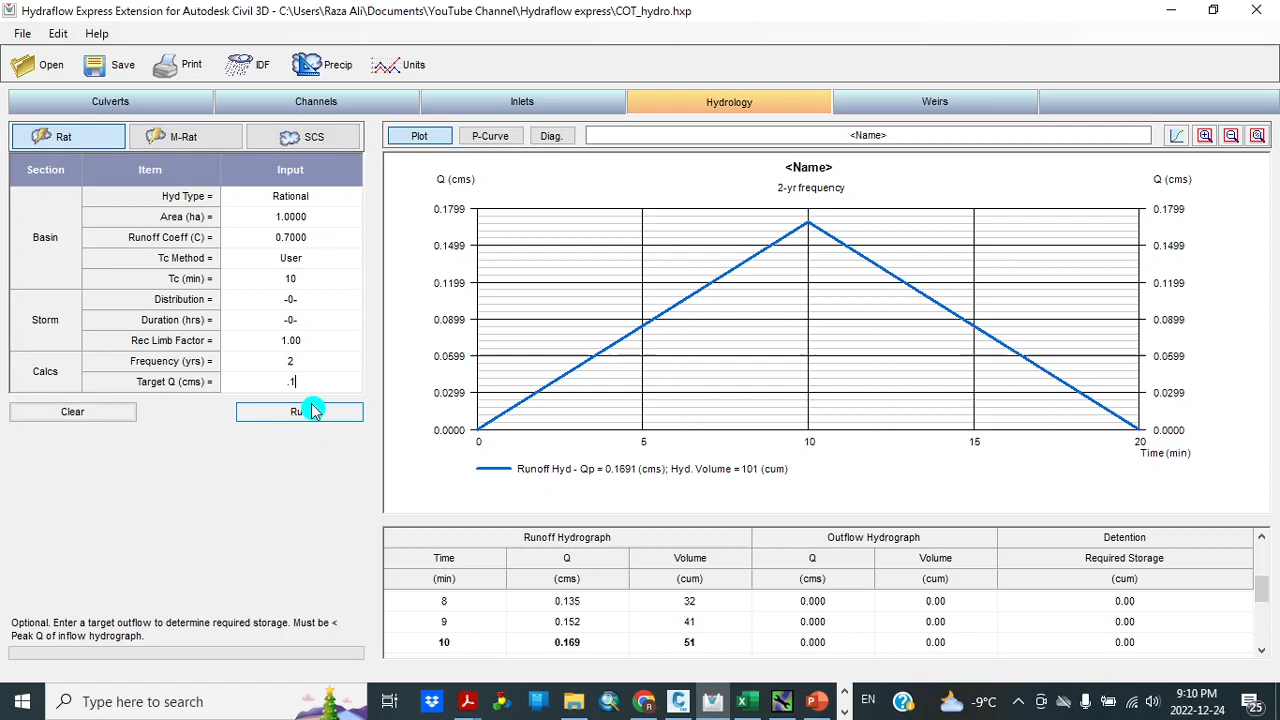 Hydraflow Express Extension for Autodesk Civil 3D - C:\Users\Raza Ali\Documents\YouTube Channel\Hydraflow express\COT_hydro.hxp
File Edit Help
Open Save Print IDF Precip Units
Culverts Channels Inlets Hydrology Weirs
Rat M-Rat SCS
Plot P-Curve Diag. <Name>
Section Item Input
Basin
Hyd Type = Rational
Area (ha) = 1.0000
Runoff Coeff (C) = 0.7000
Tc Method = User
Tc (min) = 10
Storm
Distribution = -0-
Duration (hrs) = -0-
Rec Limb Factor = 1.00
Calcs
Frequency (yrs) = 2
Target Q (cms) = .1
Clear
Optional. Enter a target outflow to determine required storage. Must be <
Peak Q of inflow hydrograph.
<Name>
2-yr frequency
Q (cms) Q (cms)
0.1799 0.1799
0.1499 0.1499
0.1199 0.1199
0.0899 0.0899
0.0599 0.0599
0.0299 0.0299
0.0000 0.0000
0 5 10 15 20
Time (min)
Runoff Hyd - Qp = 0.1691 (cms); Hyd. Volume = 101 (cum)
Runoff Hydrograph Outflow Hydrograph Detention
Time Q Volume Q Volume Required Storage
(min) (cms) (cum) (cms) (cum) (cum)
8 0.135 32 0.000 0.00 0.00
9 0.152 41 0.000 0.00 0.00
10 0.169 51 0.000 0.00 0.00
Type here to search
EN
-9°C
9:10 PM
2022-12-24
25